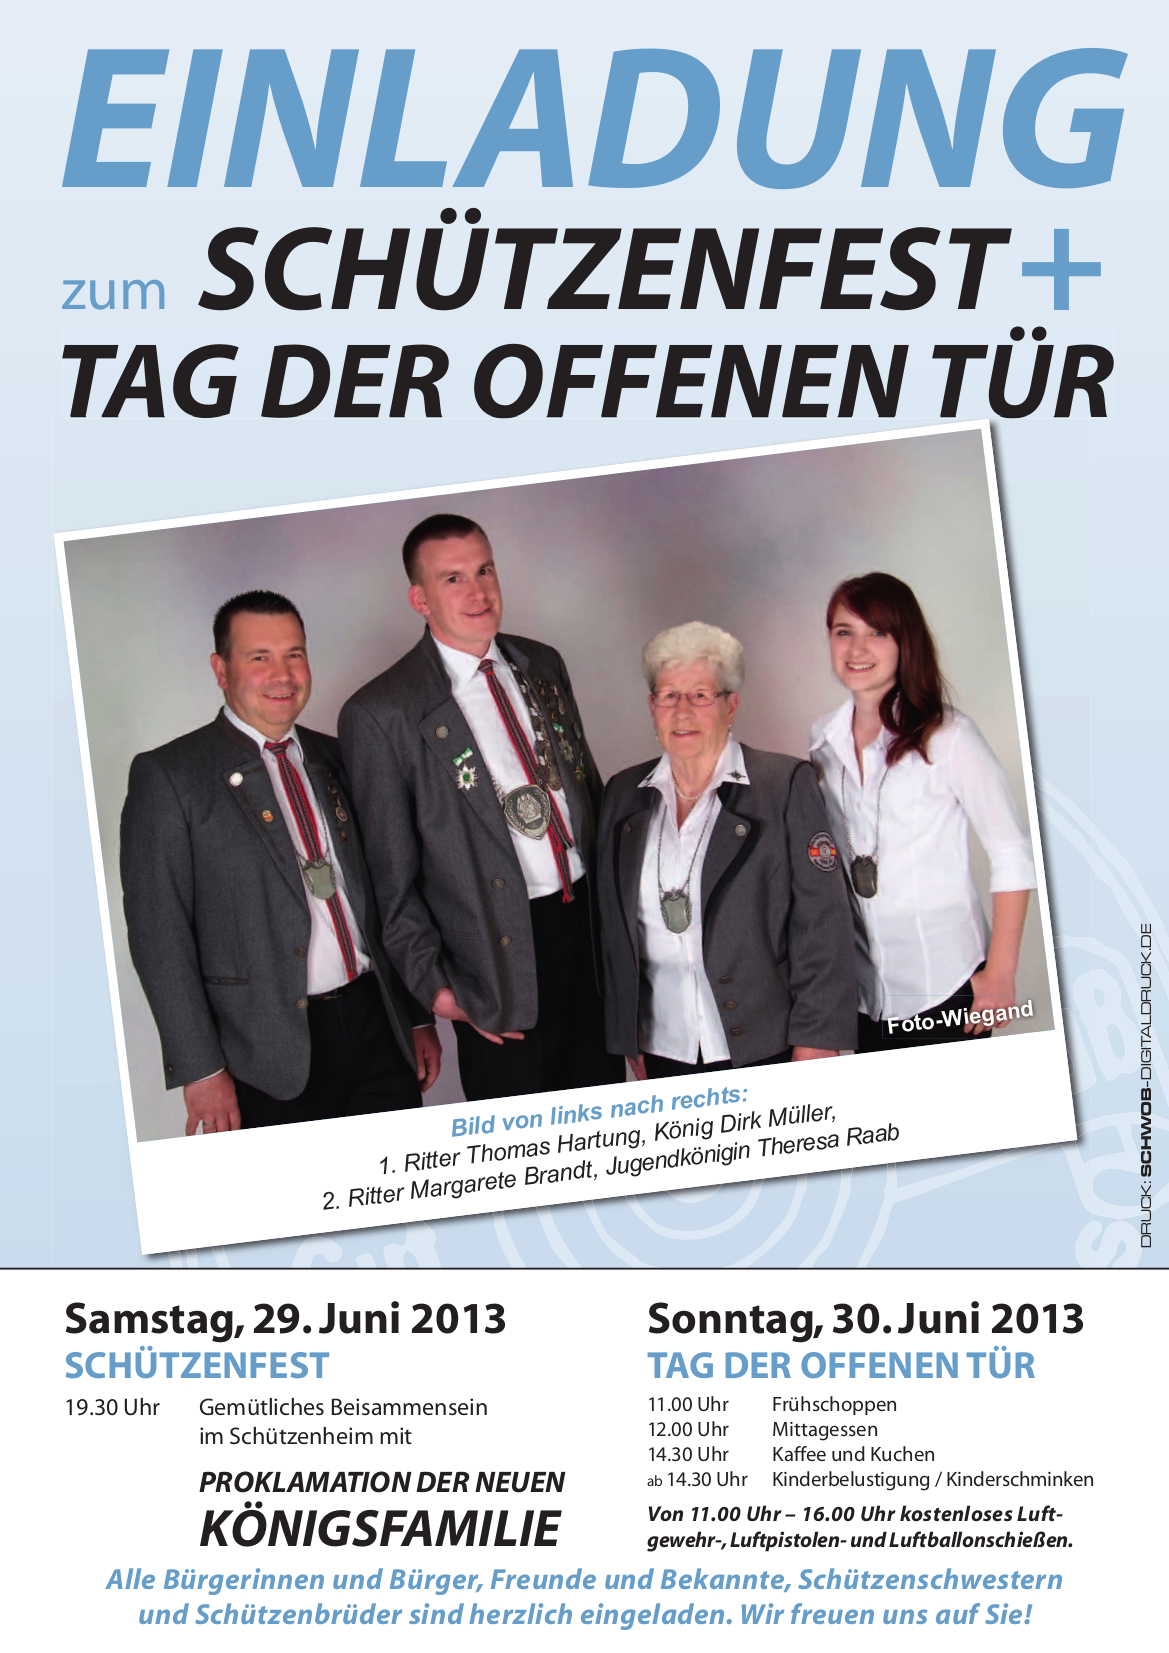 EINLADUNG
zum SCHÜTZENFEST +
TAG DER OFFENEN TÜR
Foto-Wiegand
Bild von links nach rechts:
1. Ritter Thomas Hartung, König Dirk Müller,
2. Ritter Margarete Brandt, Jugendkönigin Theresa Raab
DRUCK: SCHWOB-DIGITALDRUCK.DE
Samstag, 29. Juni 2013
SCHÜTZENFEST
19.30 Uhr Gemütliches Beisammensein
im Schützenheim mit
PROKLAMATION DER NEUEN
KÖNIGSFAMILIE
Sonntag, 30. Juni 2013
TAG DER OFFENEN TÜR
11.00 Uhr Frühschoppen
12.00 Uhr Mittagessen
14.30 Uhr Kaffee und Kuchen
ab 14.30 Uhr Kinderbelustigung / Kinderschminken
Von 11.00 Uhr – 16.00 Uhr kostenloses Luft-
gewehr-, Luftpistolen- und Luftballonschießen.
Alle Bürgerinnen und Bürger, Freunde und Bekannte, Schützenschwestern
und Schützenbrüder sind herzlich eingeladen. Wir freuen uns auf Sie!